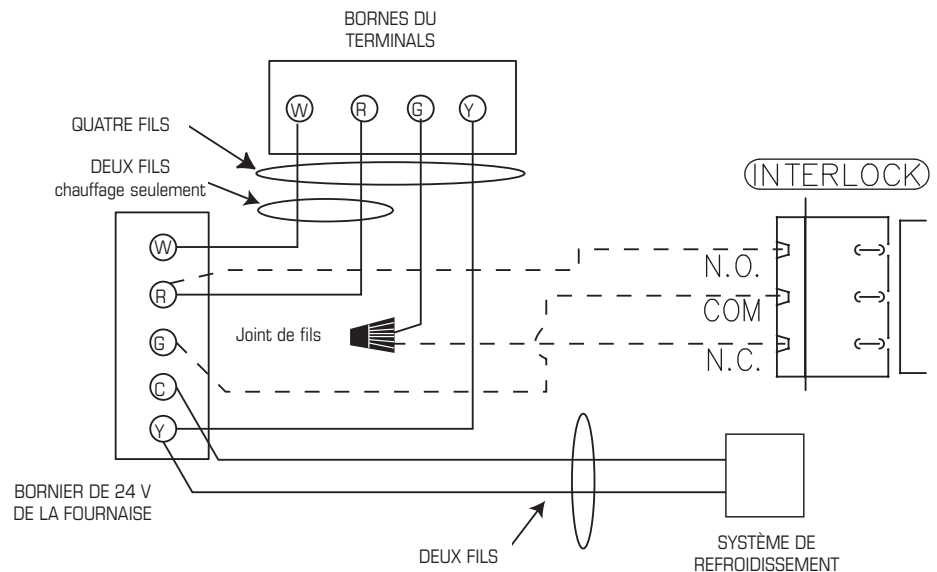 BORNES DU
TERMINALS
W R G Y
QUATRE FILS
DEUX FILS
chauffage seulement
INTERLOCK
W
R
G
C
Y
N.O.
COM
N.C.
Joint de fils
BORNIER DE 24 V
DE LA FOURNAISE
DEUX FILS
SYSTÈME DE
REFROIDISSEMENT